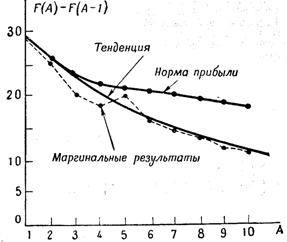 F(A)−F(A−1)
30
Тенденция
Норма прибыли
20
Маргинальные результаты
10
5
0
1 2 3 4 5 6 7 8 9 10 A